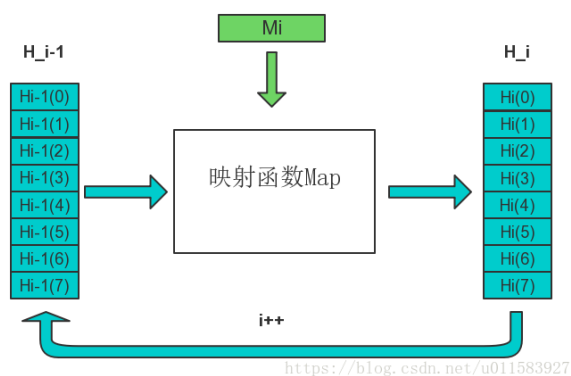 Mi
H_i-1
H_i
Hi-1(0)
Hi-1(1)
Hi-1(2)
Hi-1(3)
Hi-1(4)
Hi-1(5)
Hi-1(6)
Hi-1(7)
映射函数Map
Hi(0)
Hi(1)
Hi(2)
Hi(3)
Hi(4)
Hi(5)
Hi(6)
Hi(7)
i++
https://blog.csdn.net/u011583927